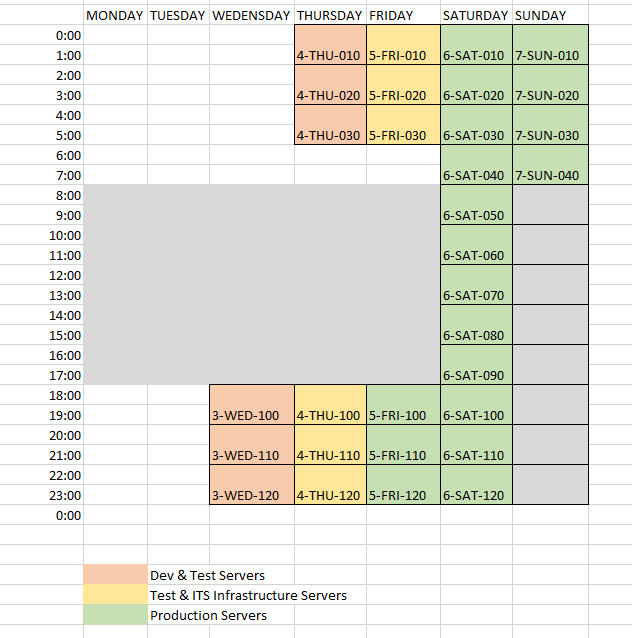 MONDAY TUESDAY WEDENSDAY THURSDAY FRIDAY SATURDAY SUNDAY
0:00
1:00 4-THU-010 5-FRI-010 6-SAT-010 7-SUN-010
2:00
3:00 4-THU-020 5-FRI-020 6-SAT-020 7-SUN-020
4:00
5:00 4-THU-030 5-FRI-030 6-SAT-030 7-SUN-030
6:00
7:00 6-SAT-040 7-SUN-040
8:00
9:00 6-SAT-050
10:00
11:00 6-SAT-060
12:00
13:00 6-SAT-070
14:00
15:00 6-SAT-080
16:00
17:00 6-SAT-090
18:00
19:00 3-WED-100 4-THU-100 5-FRI-100 6-SAT-100
20:00
21:00 3-WED-110 4-THU-110 5-FRI-110 6-SAT-110
22:00
23:00 3-WED-120 4-THU-120 5-FRI-120 6-SAT-120
0:00
Dev & Test Servers
Test & ITS Infrastructure Servers
Production Servers